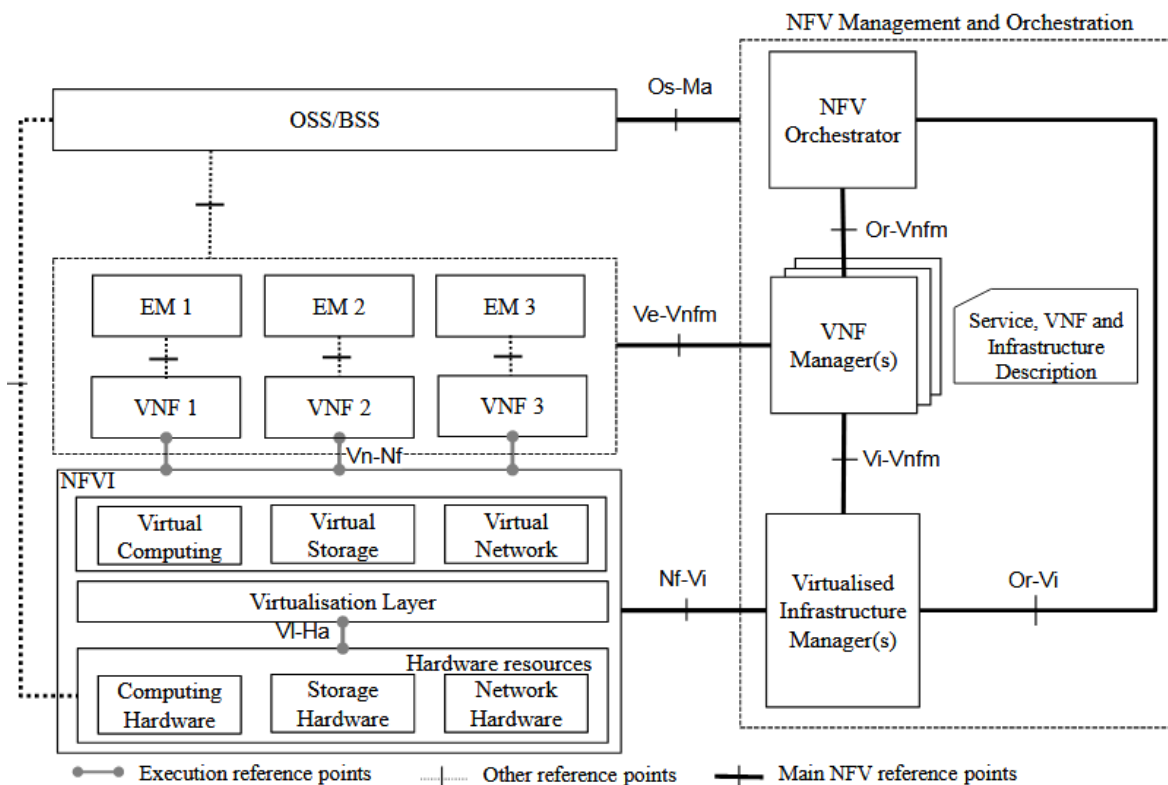 NFV Management and Orchestration
Os-Ma
OSS/BSS
NFV
Orchestrator
Or-Vnfm
EM 1
EM 2
EM 3
Ve-Vnfm
VNF
Manager(s)
Service, VNF and
Infrastructure
Description
VNF 1
VNF 2
VNF 3
Vn-Nf
Vi-Vnfm
NFVI
Virtual
Computing
Virtual
Storage
Virtual
Network
Virtualisation Layer
Nf-Vi
Virtualised
Infrastructure
Manager(s)
Or-Vi
Vl-Ha
Hardware resources
Computing
Hardware
Storage
Hardware
Network
Hardware
Execution reference points
Other reference points
Main NFV reference points